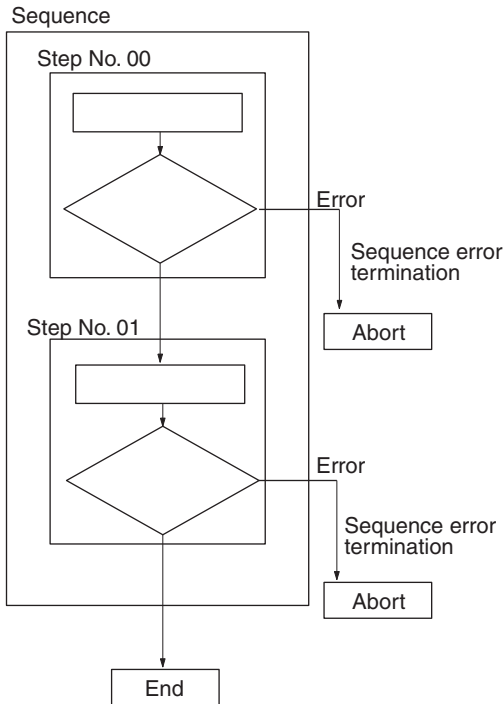 Sequence
Step No. 00
Error
Sequence error
termination
Abort
Step No. 01
Error
Sequence error
termination
Abort
End